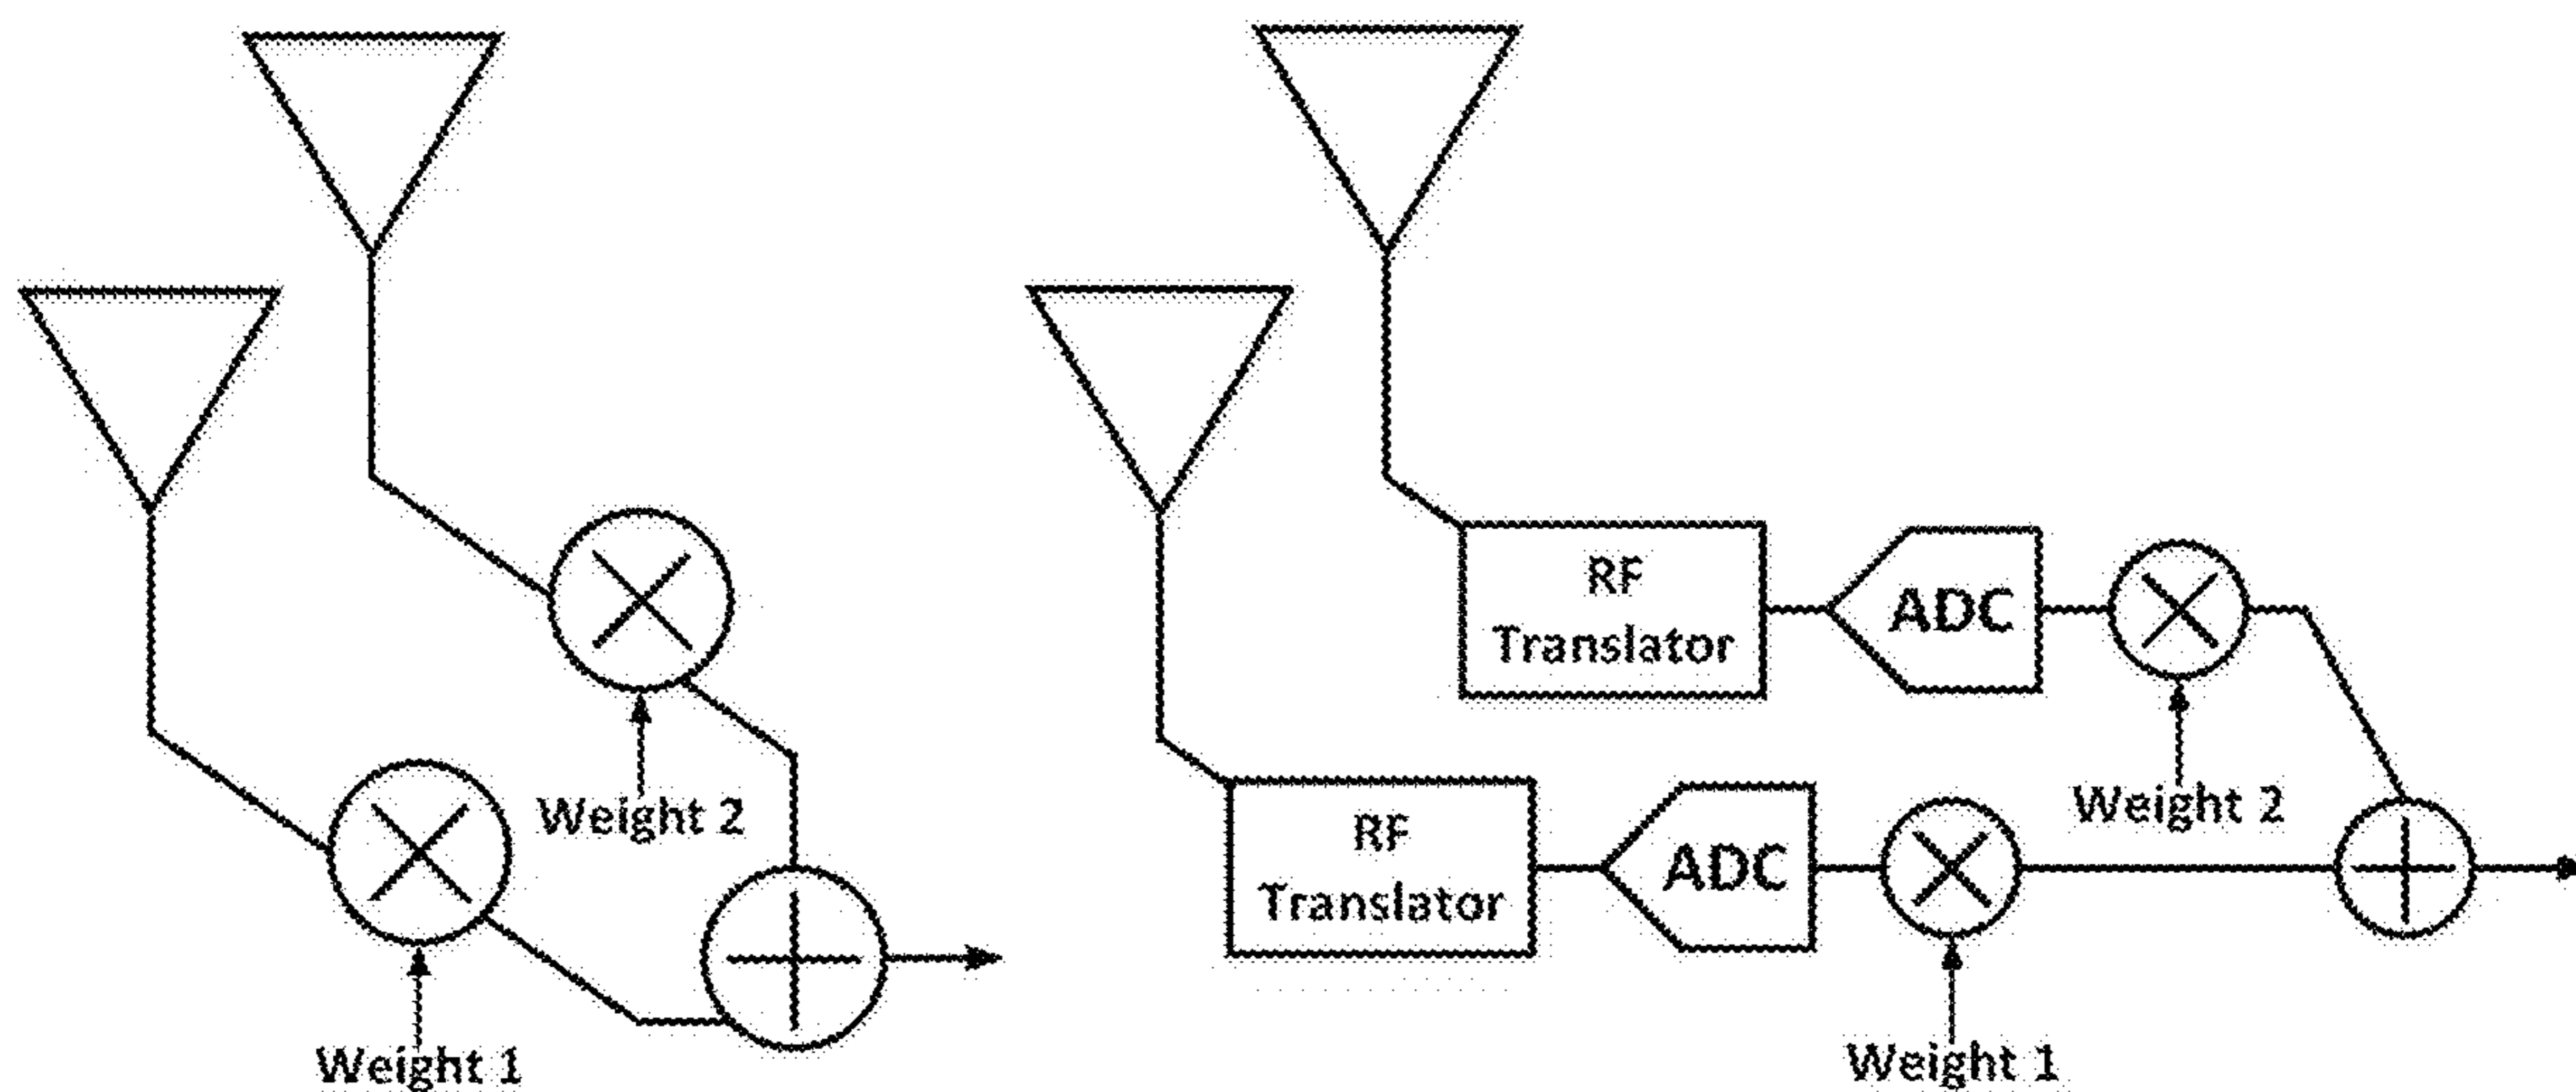 Weight 2
Weight 1
RF
Translator
ADC
Weight 2
RF
Translator
ADC
Weight 1